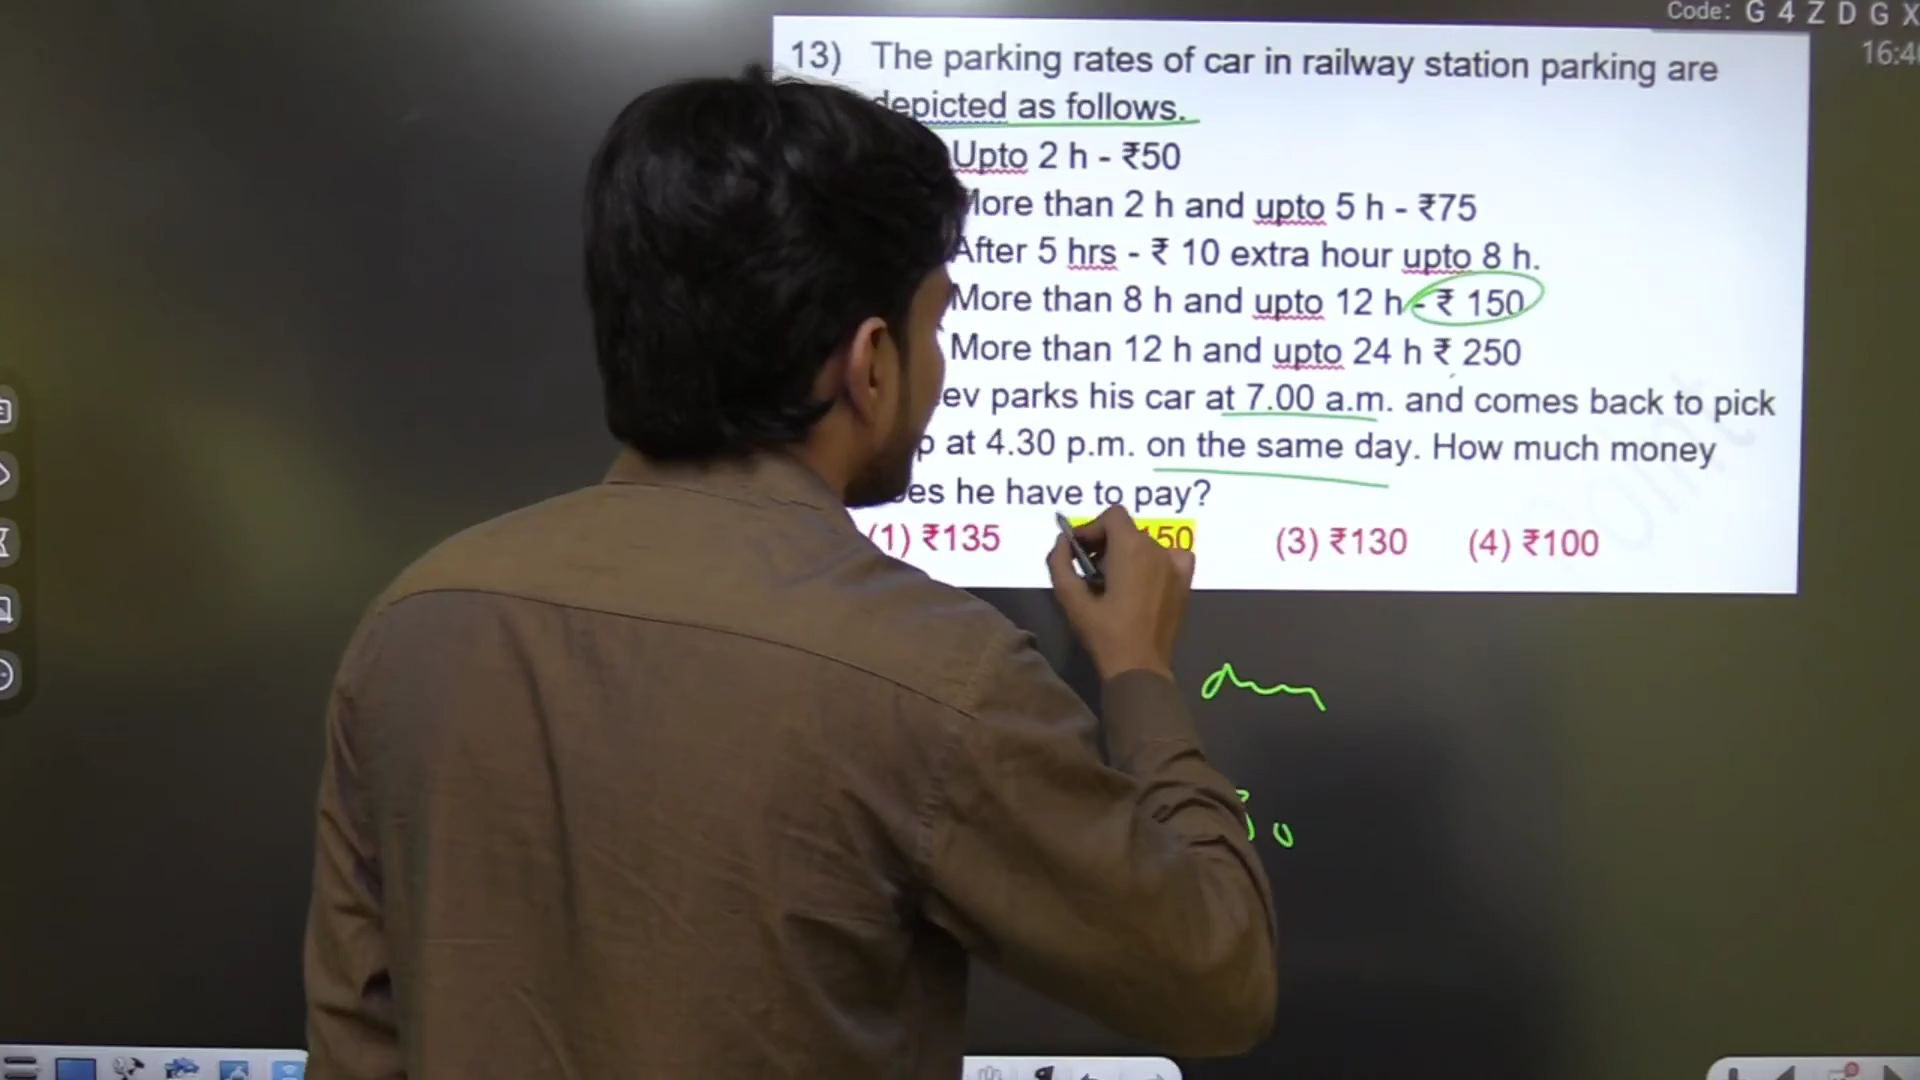 Code: G 4 Z D G X
16:4
13) The parking rates of car in railway station parking are
depicted as follows.
Upto 2 h - ₹50
More than 2 h and upto 5 h - ₹75
After 5 hrs - ₹ 10 extra hour upto 8 h.
More than 8 h and upto 12 h - ₹ 150
More than 12 h and upto 24 h ₹ 250
ev parks his car at 7.00 a.m. and comes back to pick
p at 4.30 p.m. on the same day. How much money
es he have to pay?
(1) ₹135 150 (3) ₹130 (4) ₹100